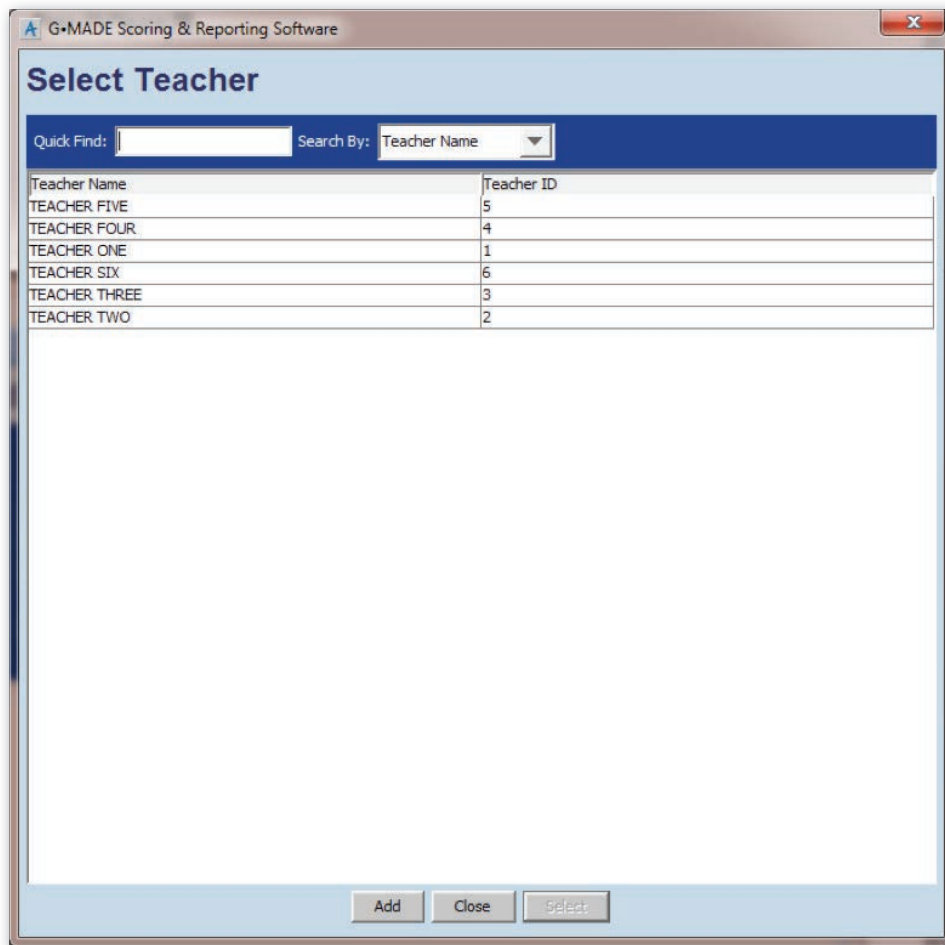 G•MADE Scoring & Reporting Software
Select Teacher
Quick Find: Search By: Teacher Name
Teacher Name Teacher ID
TEACHER FIVE 5
TEACHER FOUR 4
TEACHER ONE 1
TEACHER SIX 6
TEACHER THREE 3
TEACHER TWO 2
Add Close Select